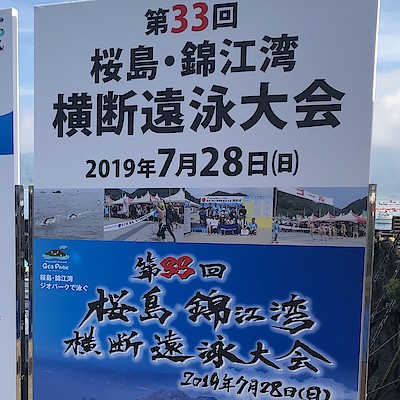 第33回
桜島・錦江湾
横断遠泳大会
2019年7月28日(日)
GEO PARK
桜島・錦江湾
ジオパークで泳ぐ
第33回
桜島・錦江湾
横断遠泳大会
2019年7月28日(日)